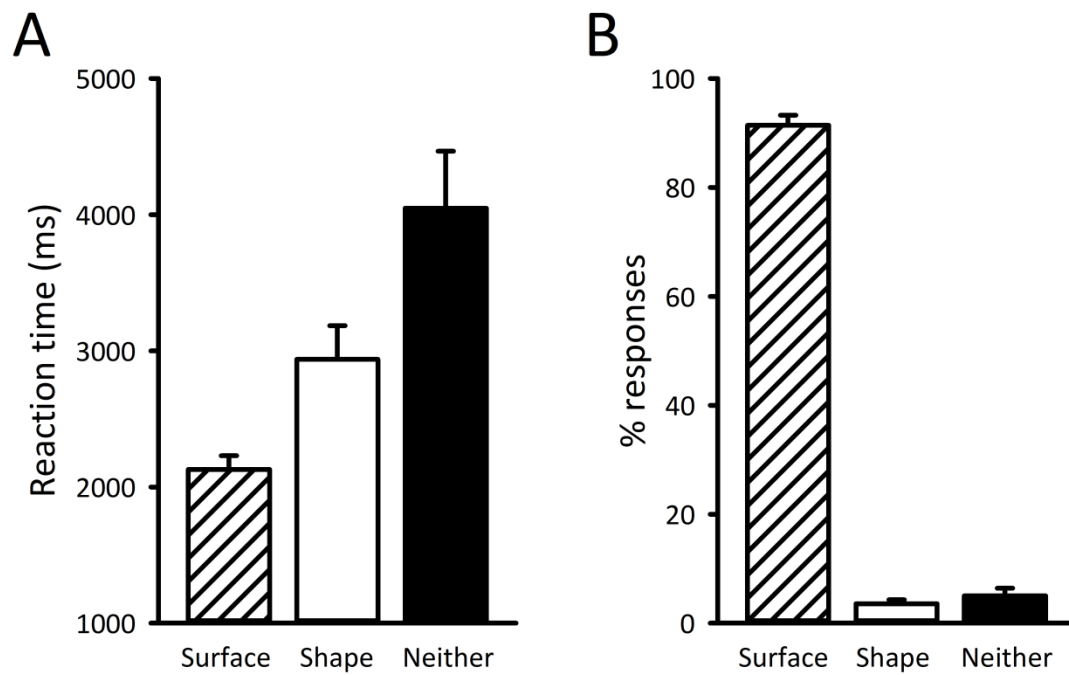 A
Reaction time (ms)
5000
4000
3000
2000
1000
Surface
Shape
Neither
B
% responses
100
80
60
40
20
0
Surface
Shape
Neither